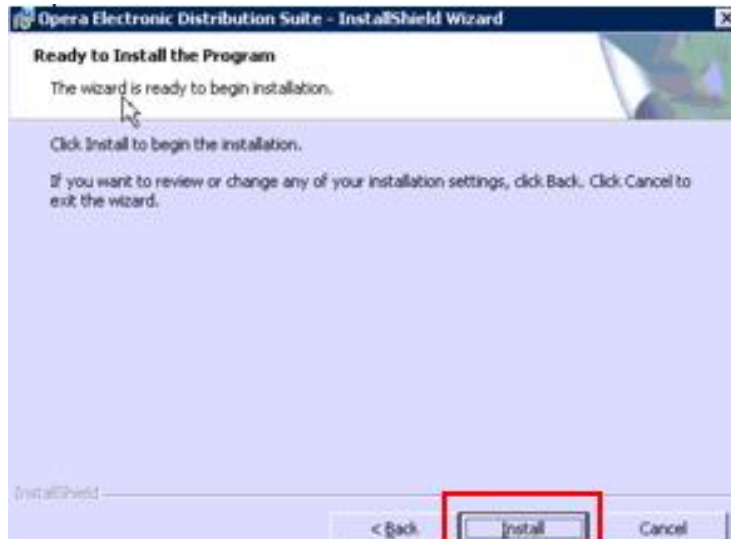 Opera Electronic Distribution Suite - InstallShield Wizard
Ready to Install the Program
The wizard is ready to begin installation.
Click Install to begin the installation.
If you want to review or change any of your installation settings, click Back. Click Cancel to
exit the wizard.
InstallShield
< Back Install Cancel